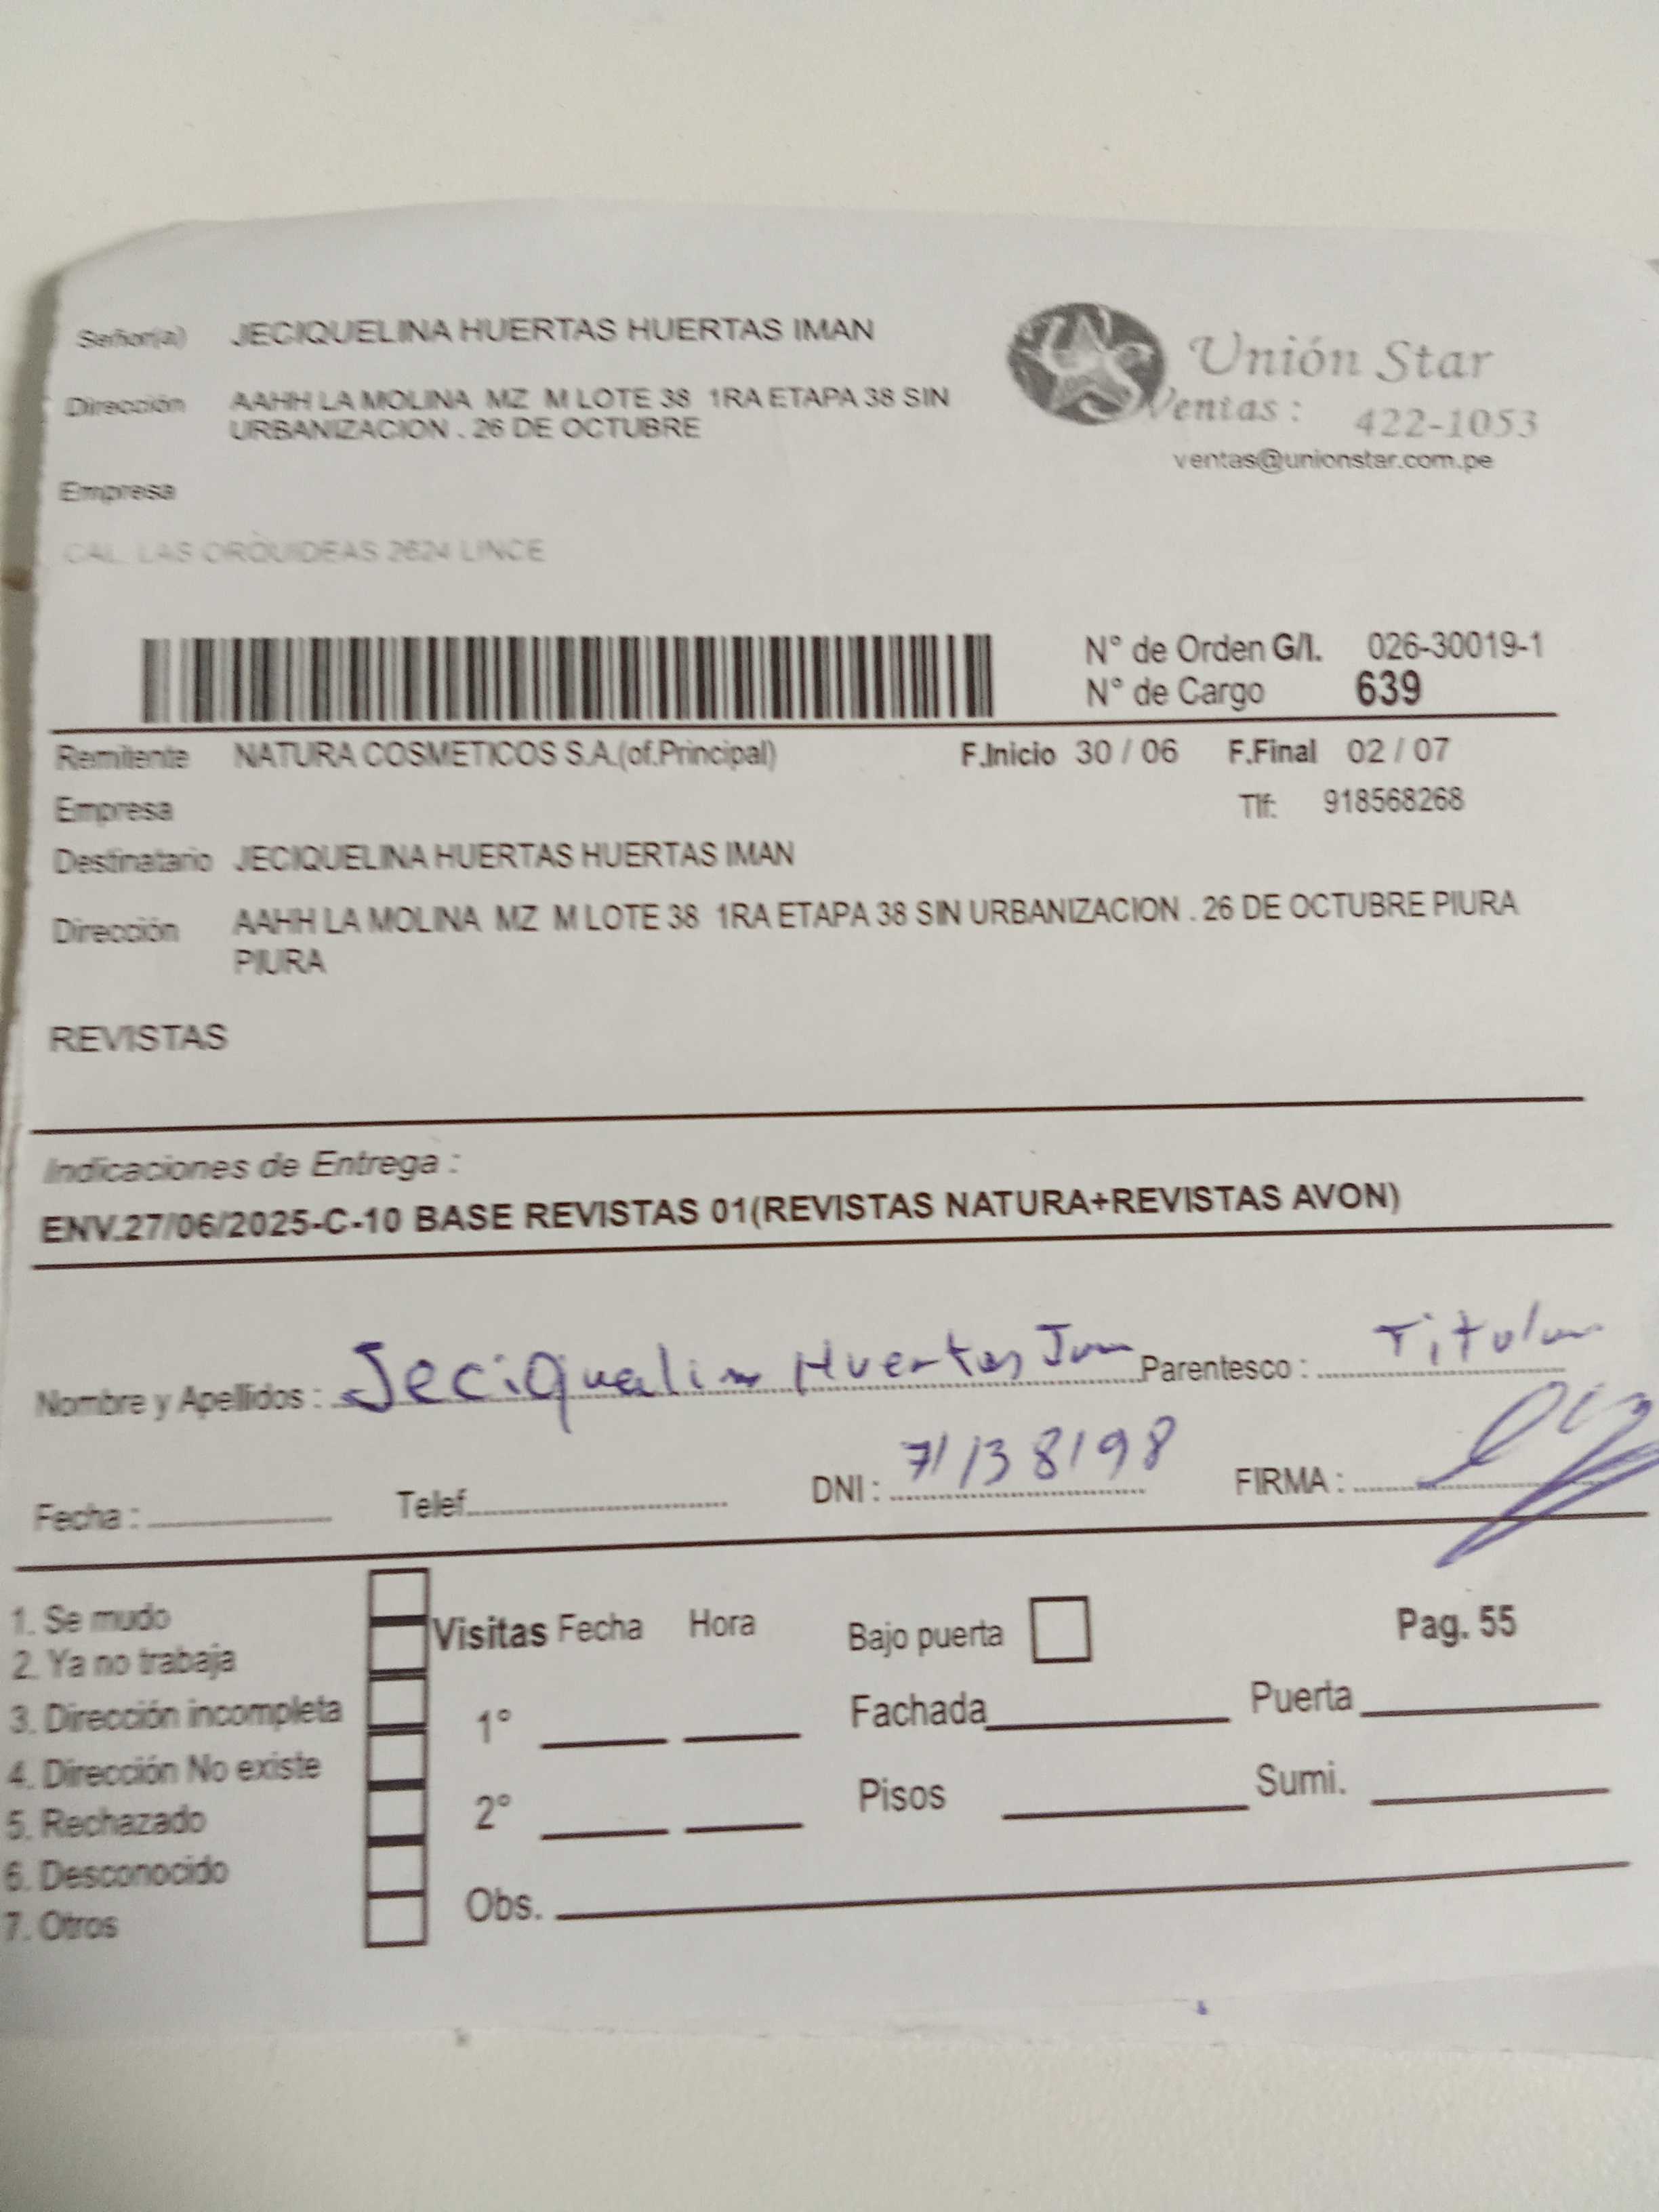 Señor(a) JECIQUELINA HUERTAS HUERTAS IMAN
Unión Star
Ventas : 422-1053
ventas@unionstar.com.pe
Dirección AAHH LA MOLINA MZ M LOTE 38 1RA ETAPA 38 SIN
URBANIZACION . 26 DE OCTUBRE
Empresa
CAL. LAS ORQUIDEAS 2624 LINCE
N° de Orden G/I. 026-30019-1
N° de Cargo 639
Remitente NATURA COSMETICOS S.A.(of.Principal) F.Inicio 30 / 06 F.Final 02 / 07
Empresa Tlf: 918568268
Destinatario JECIQUELINA HUERTAS HUERTAS IMAN
Dirección AAHH LA MOLINA MZ M LOTE 38 1RA ETAPA 38 SIN URBANIZACION . 26 DE OCTUBRE PIURA
PIURA
REVISTAS
Indicaciones de Entrega :
ENV.27/06/2025-C-10 BASE REVISTAS 01(REVISTAS NATURA+REVISTAS AVON)
Nombre y Apellidos : Huertas Parentesco : Titular
Fecha : Telef. DNI : 71138198 FIRMA :
1. Se mudo
2. Ya no trabaja
3. Dirección incompleta
4. Dirección No existe
5. Rechazado
6. Desconocido
7. Otros
Visitas Fecha Hora
1°
2°
Obs.
Bajo puerta
Pag. 55
Fachada Puerta
Pisos Sumi.